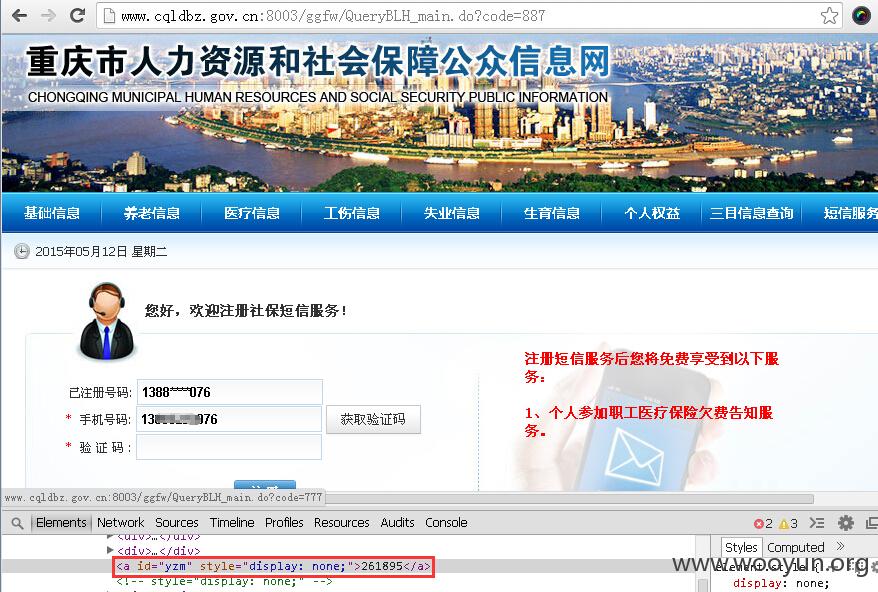 www.cqldbz.gov.cn:8003/ggfw/QueryBLH_main.do?code=887
重庆市人力资源和社会保障公众信息网
CHONGQING MUNICIPAL HUMAN RESOURCES AND SOCIAL SECURITY PUBLIC INFORMATION
基础信息 养老信息 医疗信息 工伤信息 失业信息 生育信息 个人权益 三目信息查询 短信服务
2015年05月12日 星期二
您好，欢迎注册社保短信服务！
注册短信服务后您将免费享受到以下服
务：
已注册号码: 1388****076
1、个人参加职工医疗保险欠费告知服
务。
* 手机号码: 13 076 获取验证码
* 验 证 码 :
注册
www.cqldbz.gov.cn:8003/ggfw/QueryBLH_main.do?code=777
Elements Network Sources Timeline Profiles Resources Audits Console 2 3
<div>…</div>
<div>…</div>
Styles Computed »
<a id="yzm" style="display: none;">261895</a>
www.wooyun.org
element.style {
<!-- style="display: none;" -->
display: none;